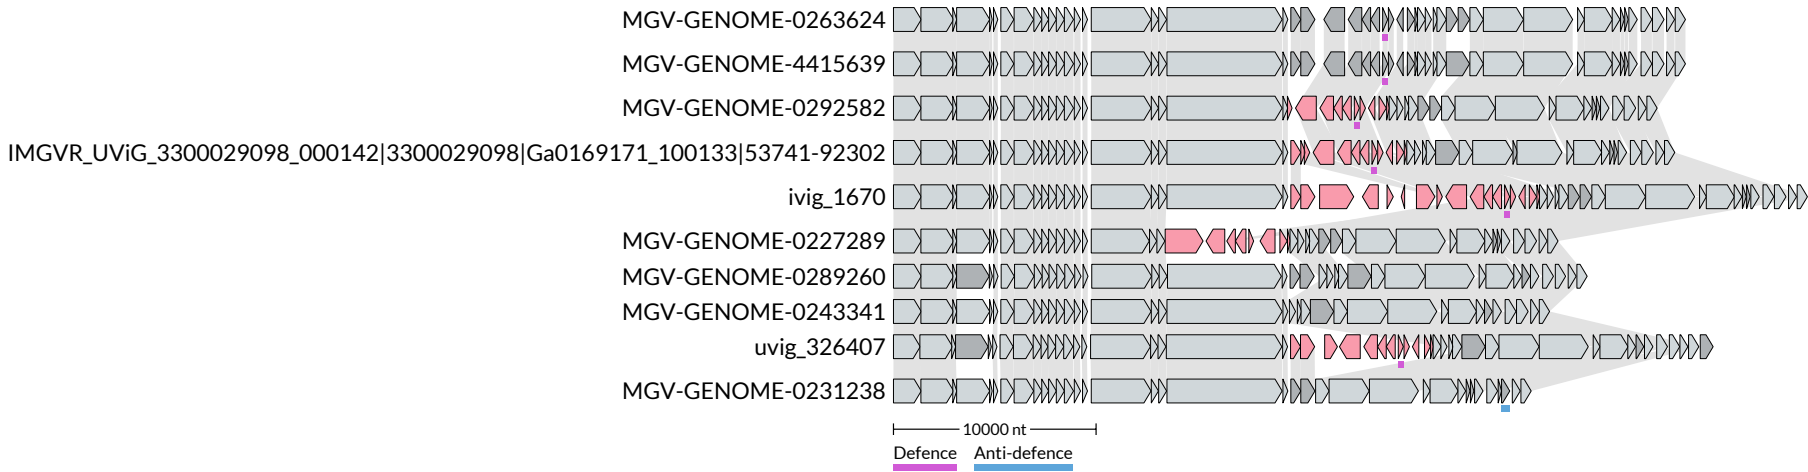 MGV-GENOME-0263624
MGV-GENOME-4415639
MGV-GENOME-0292582
IMGVR_UViG_3300029098_000142|3300029098|Ga0169171_100133|53741-92302
ivig_1670
MGV-GENOME-0227289
MGV-GENOME-0289260
MGV-GENOME-0243341
uvig_326407
MGV-GENOME-0231238
10000 nt
Defence Anti-defence